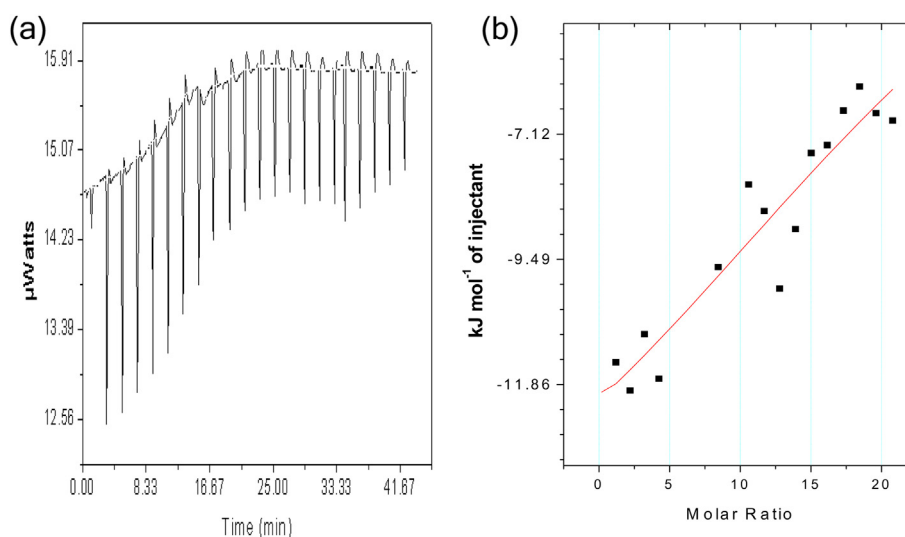 (a)
15.91
15.07
14.23
13.39
12.56
µWatts
0.00 8.33 16.67 25.00 33.33 41.67
Time (min)
(b)
-7.12
-9.49
-11.86
kJ mol⁻¹ of injectant
0 5 10 15 20
Molar Ratio